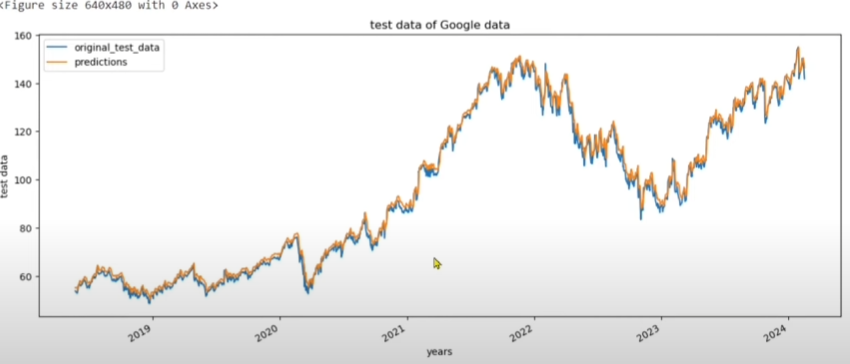 <Figure size 640x480 with 0 Axes>
test data of Google data
original_test_data
predictions
160
140
120
100
80
60
test data
2019
2020
2021
2022
2023
2024
years